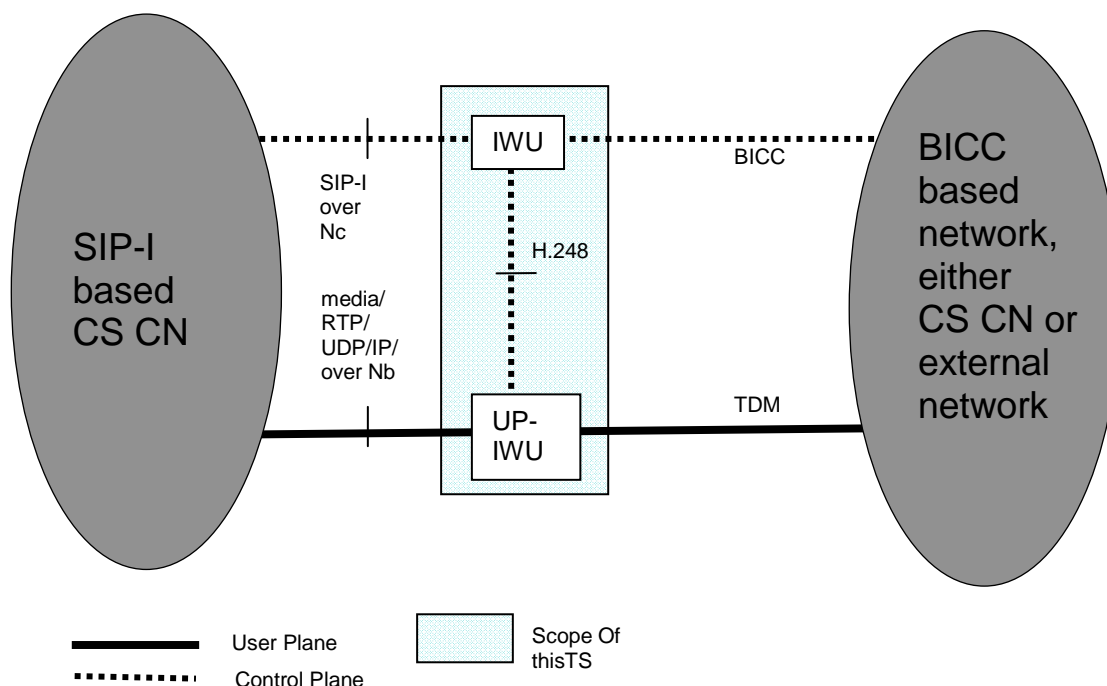 SIP-I
based
CS CN
SIP-I
over
Nc
media/
RTP/
UDP/IP/
over Nb
IWU
H.248
UP-
IWU
BICC
TDM
BICC
based
network,
either
CS CN or
external
network
User Plane
Control Plane
Scope Of
thisTS